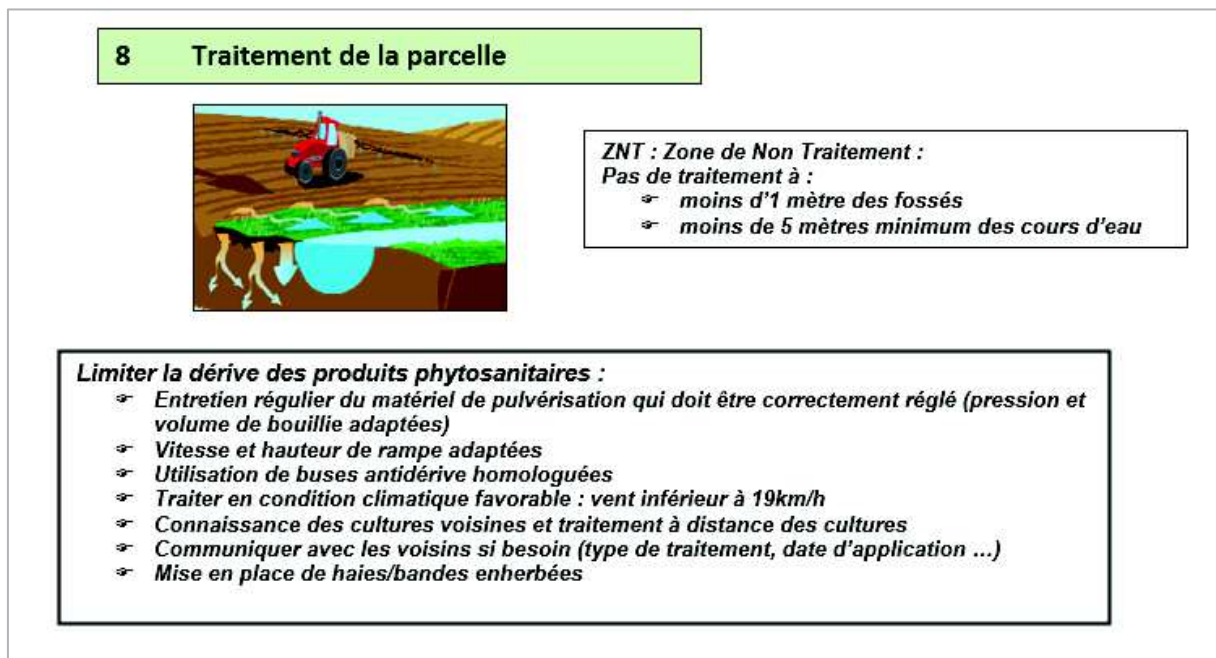 8 Traitement de la parcelle
ZNT : Zone de Non Traitement :
Pas de traitement à :
☞ moins d'1 mètre des fossés
☞ moins de 5 mètres minimum des cours d'eau
Limiter la dérive des produits phytosanitaires :
☞ Entretien régulier du matériel de pulvérisation qui doit être correctement réglé (pression et
volume de bouillie adaptées)
☞ Vitesse et hauteur de rampe adaptées
☞ Utilisation de buses antidérive homologuées
☞ Traiter en condition climatique favorable : vent inférieur à 19km/h
☞ Connaissance des cultures voisines et traitement à distance des cultures
☞ Communiquer avec les voisins si besoin (type de traitement, date d'application …)
☞ Mise en place de haies/bandes enherbées